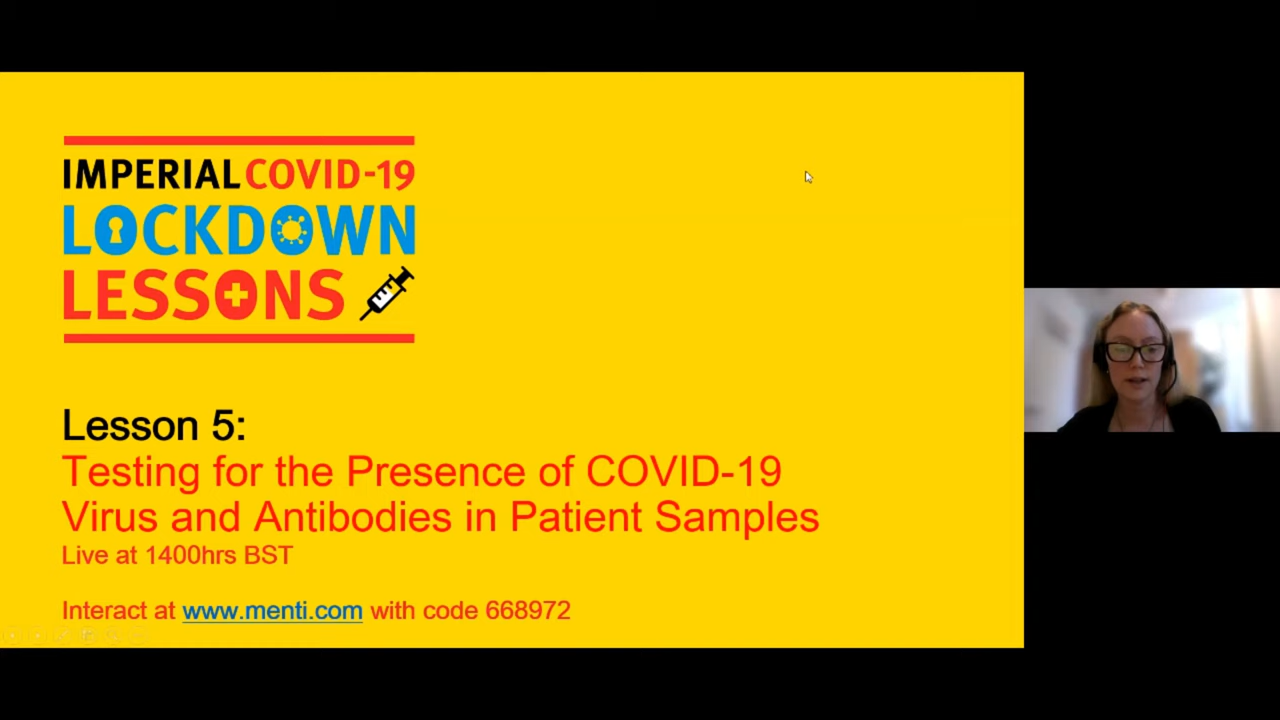 IMPERIAL COVID-19
LOCKDOWN
LESSONS
Lesson 5:
Testing for the Presence of COVID-19
Virus and Antibodies in Patient Samples
Live at 1400hrs BST
Interact at www.menti.com with code 668972